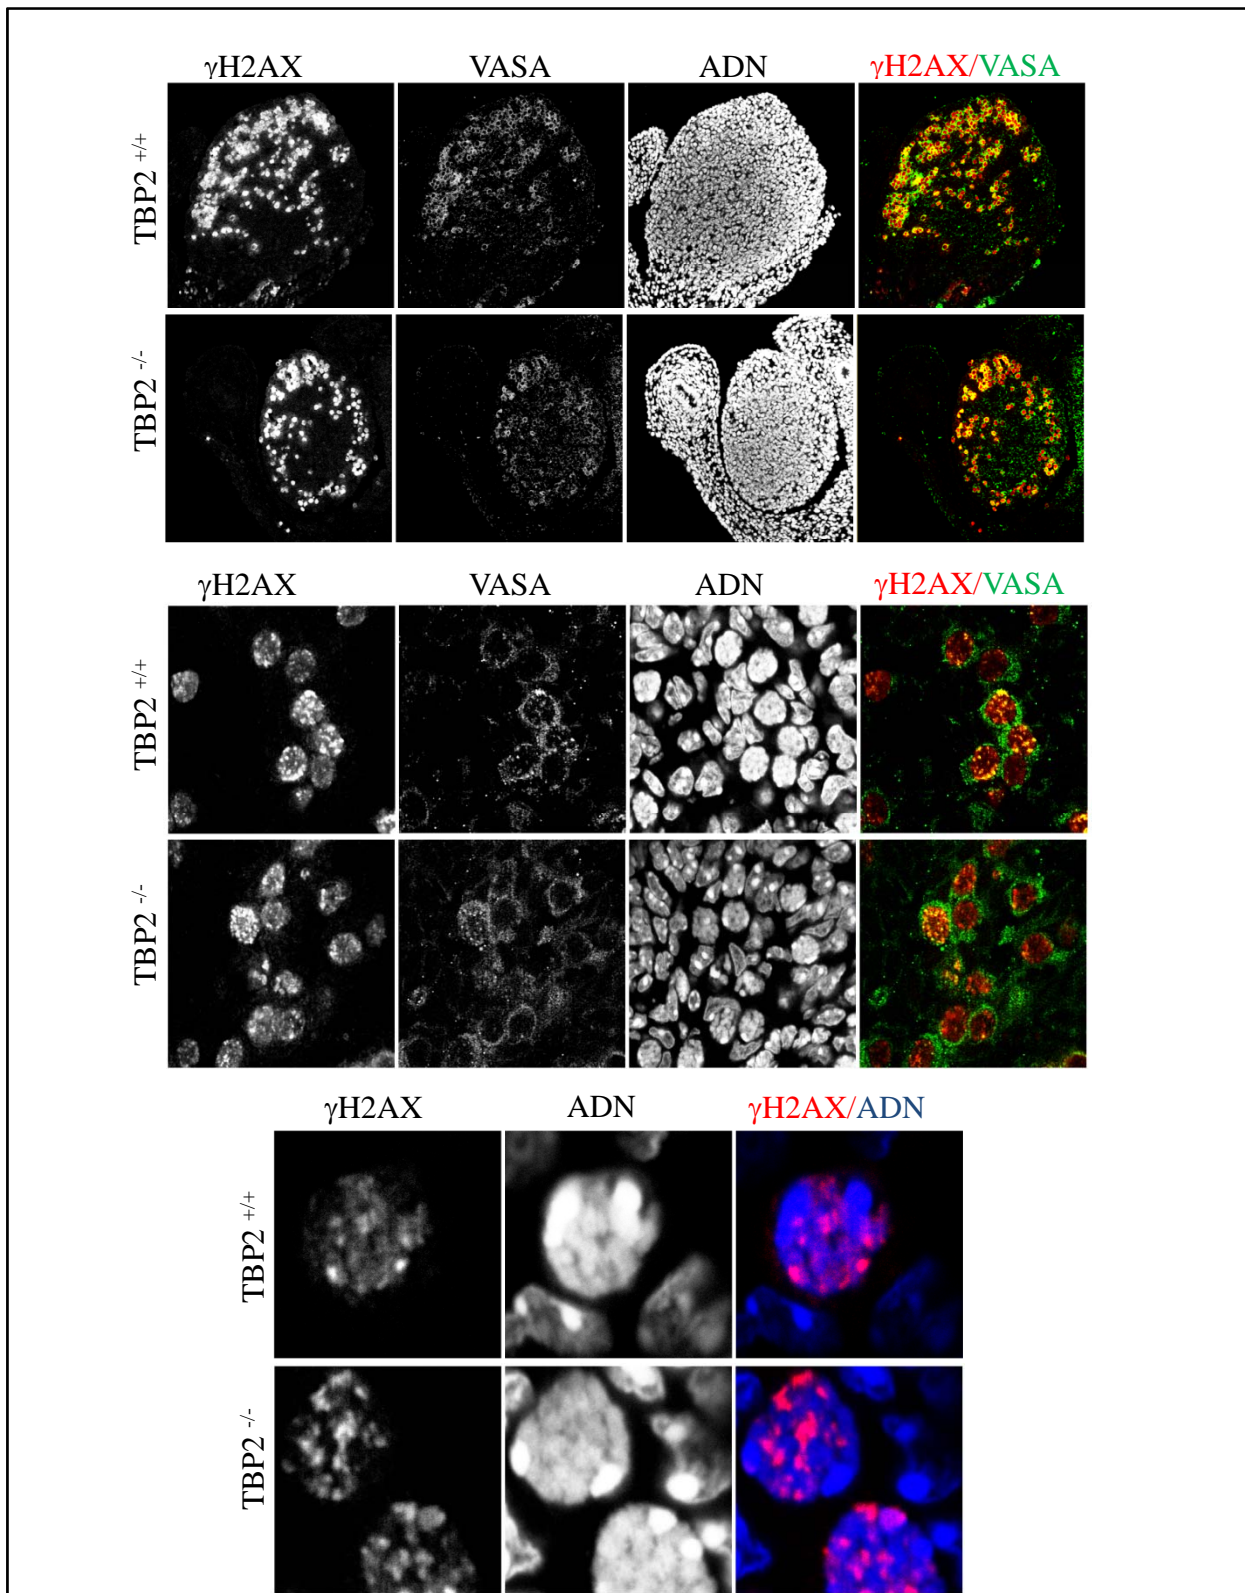 γH2AX VASA ADN γH2AX/VASA
TBP2 +/+
TBP2 -/-
γH2AX VASA ADN γH2AX/VASA
TBP2 +/+
TBP2 -/-
γH2AX ADN γH2AX/ADN
TBP2 +/+
TBP2 -/-